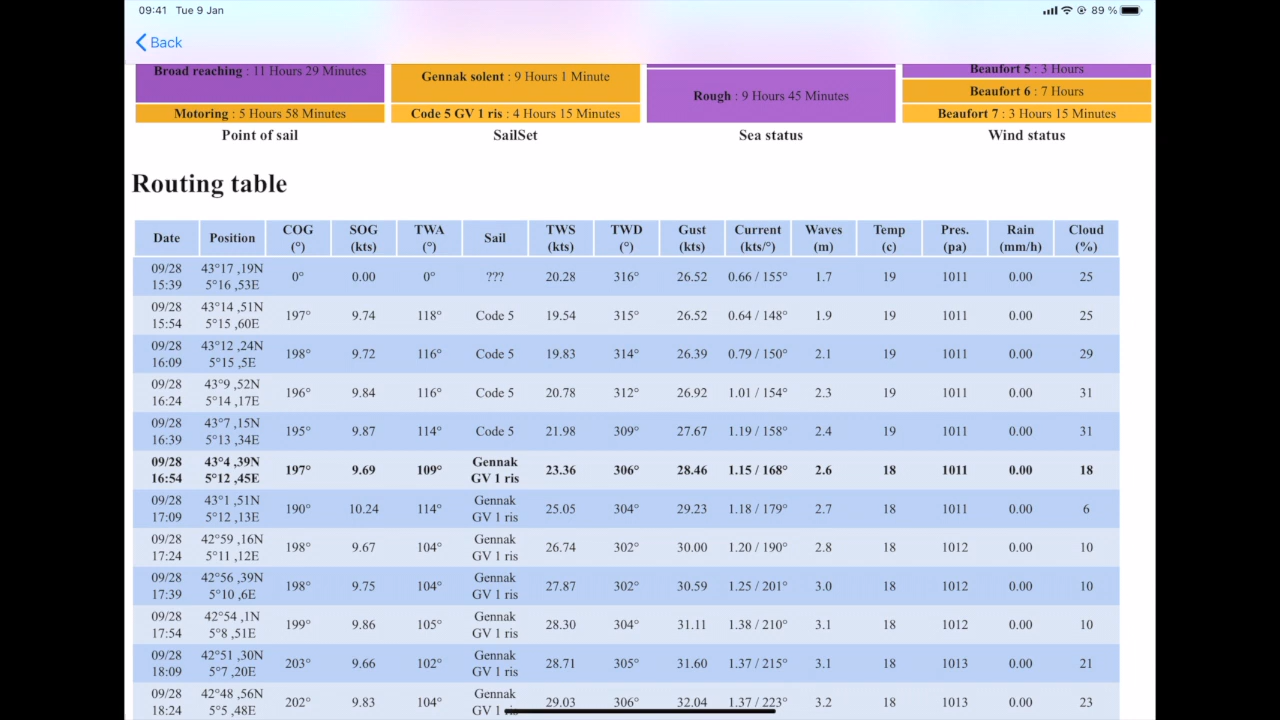 09:41 Tue 9 Jan 89 %
Back
Broad reaching : 11 Hours 29 Minutes
Motoring : 5 Hours 58 Minutes
Point of sail
Gennak solent : 9 Hours 1 Minute
Code 5 GV 1 ris : 4 Hours 15 Minutes
SailSet
Rough : 9 Hours 45 Minutes
Sea status
Beaufort 5 : 3 Hours
Beaufort 6 : 7 Hours
Beaufort 7 : 3 Hours 15 Minutes
Wind status
Routing table
Date Position COG (°) SOG (kts) TWA (°) Sail TWS (kts) TWD (°) Gust (kts) Current (kts/°) Waves (m) Temp (c) Pres. (pa) Rain (mm/h) Cloud (%)
09/28 15:39 43°17 ,19N 5°16 ,53E 0° 0.00 0° ??? 20.28 316° 26.52 0.66 / 155° 1.7 19 1011 0.00 25
09/28 15:54 43°14 ,51N 5°15 ,60E 197° 9.74 118° Code 5 19.54 315° 26.52 0.64 / 148° 1.9 19 1011 0.00 25
09/28 16:09 43°12 ,24N 5°15 ,5E 198° 9.72 116° Code 5 19.83 314° 26.39 0.79 / 150° 2.1 19 1011 0.00 29
09/28 16:24 43°9 ,52N 5°14 ,17E 196° 9.84 116° Code 5 20.78 312° 26.92 1.01 / 154° 2.3 19 1011 0.00 31
09/28 16:39 43°7 ,15N 5°13 ,34E 195° 9.87 114° Code 5 21.98 309° 27.67 1.19 / 158° 2.4 19 1011 0.00 31
09/28 16:54 43°4 ,39N 5°12 ,45E 197° 9.69 109° Gennak GV 1 ris 23.36 306° 28.46 1.15 / 168° 2.6 18 1011 0.00 18
09/28 17:09 43°1 ,51N 5°12 ,13E 190° 10.24 114° Gennak GV 1 ris 25.05 304° 29.23 1.18 / 179° 2.7 18 1011 0.00 6
09/28 17:24 42°59 ,16N 5°11 ,12E 198° 9.67 104° Gennak GV 1 ris 26.74 302° 30.00 1.20 / 190° 2.8 18 1012 0.00 10
09/28 17:39 42°56 ,39N 5°10 ,6E 198° 9.75 104° Gennak GV 1 ris 27.87 302° 30.59 1.25 / 201° 3.0 18 1012 0.00 10
09/28 17:54 42°54 ,1N 5°8 ,51E 199° 9.86 105° Gennak GV 1 ris 28.30 304° 31.11 1.38 / 210° 3.1 18 1012 0.00 10
09/28 18:09 42°51 ,30N 5°7 ,20E 203° 9.66 102° Gennak GV 1 ris 28.71 305° 31.60 1.37 / 215° 3.1 18 1013 0.00 21
09/28 18:24 42°48 ,56N 5°5 ,48E 202° 9.83 104° Gennak GV 1 29.03 306° 32.04 1.37 / 223° 3.2 18 1013 0.00 23